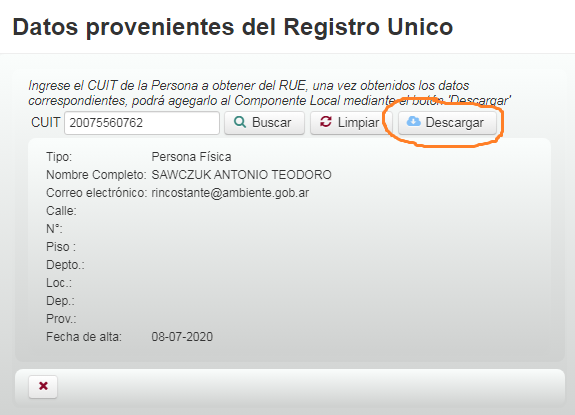 Datos provenientes del Registro Unico
Ingrese el CUIT de la Persona a obtener del RUE, una vez obtenidos los datos
correspondientes, podrá agegarlo al Componente Local mediante el botón 'Descargar'
CUIT 20075560762 Buscar Limpiar Descargar
Tipo: Persona Física
Nombre Completo: SAWCZUK ANTONIO TEODORO
Correo electrónico: rincostante@ambiente.gob.ar
Calle:
N°:
Piso :
Depto.:
Loc.:
Dep.:
Prov.:
Fecha de alta: 08-07-2020